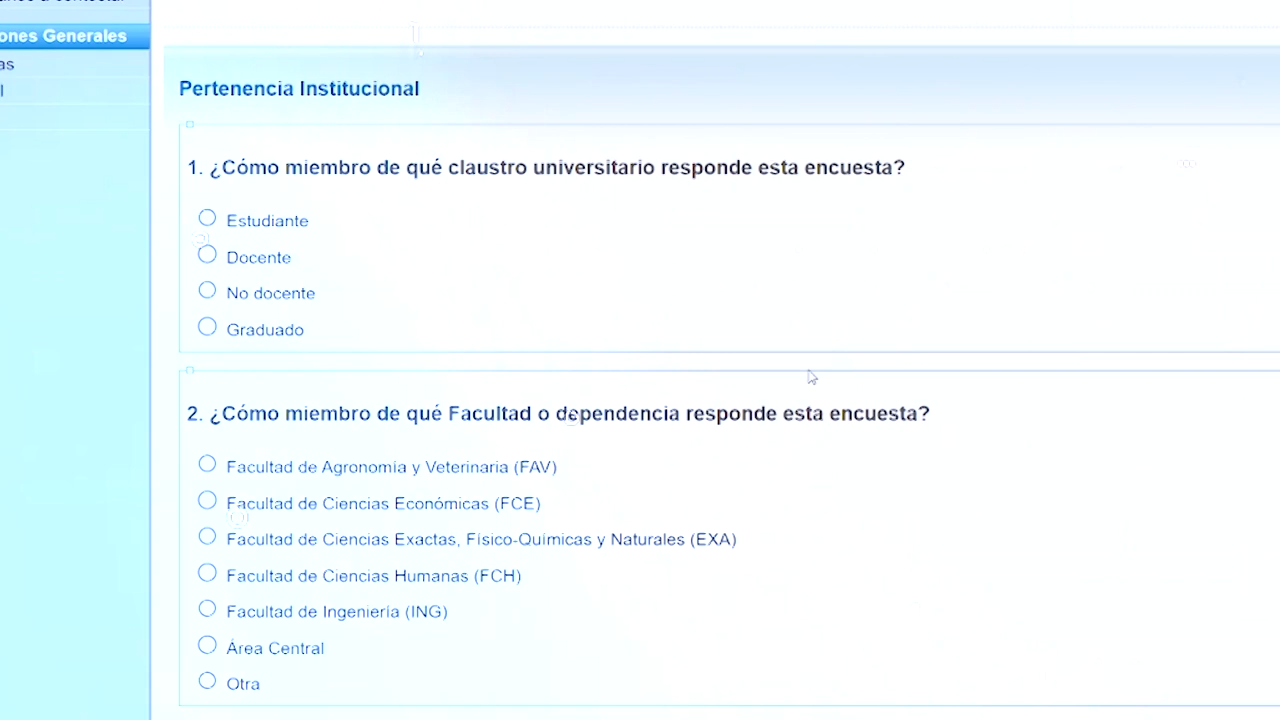 ones Generales
as
Pertenencia Institucional
1. ¿Cómo miembro de qué claustro universitario responde esta encuesta?
Estudiante
Docente
No docente
Graduado
2. ¿Cómo miembro de qué Facultad o dependencia responde esta encuesta?
Facultad de Agronomía y Veterinaria (FAV)
Facultad de Ciencias Económicas (FCE)
Facultad de Ciencias Exactas, Físico-Químicas y Naturales (EXA)
Facultad de Ciencias Humanas (FCH)
Facultad de Ingeniería (ING)
Área Central
Otra